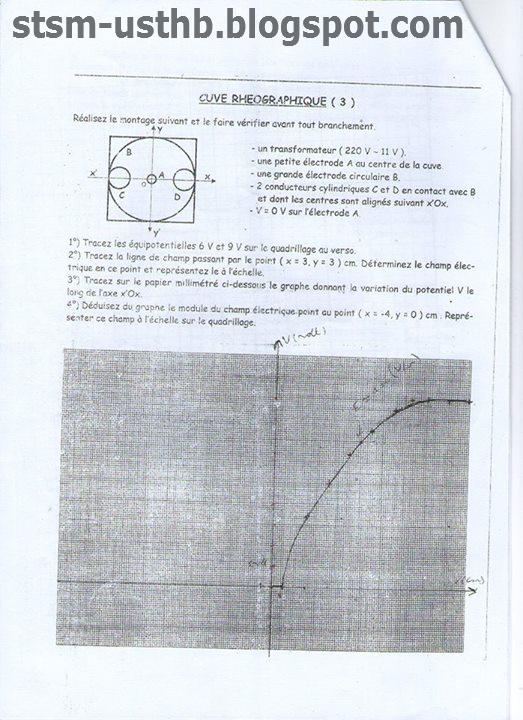 stsm-usthb.blogspot.com
CUVE RHEOGRAPHIQUE ( 3 )
Réalisez le montage suivant et le faire vérifier avant tout branchement.
Y
B
X'
O
A
X
C
D
Y'
- un transformateur ( 220 V ~ 11 V ).
- une petite électrode A au centre de la cuve.
- une grande électrode circulaire B.
- 2 conducteurs cylindriques C et D en contact avec B
et dont les centres sont alignés suivant x'Ox.
- V = 0 V sur l'électrode A.
1°) Tracez les équipotentielles 6 V et 9 V sur le quadrillage au verso.
2°) Tracez la ligne de champ passant par le point ( x = 3, y = 3 ) cm. Déterminez le champ élec-
trique en ce point et représentez le à l'échelle.
3°) Tracez sur le papier millimétré ci-dessous le graphe donnant la variation du potentiel V le
long de l'axe x'Ox.
4°) Déduisez du graphe le module du champ électrique point au point ( x = -4, y = 0 ) cm. Repré-
senter ce champ à l'échelle sur le quadrillage.
V(volt)